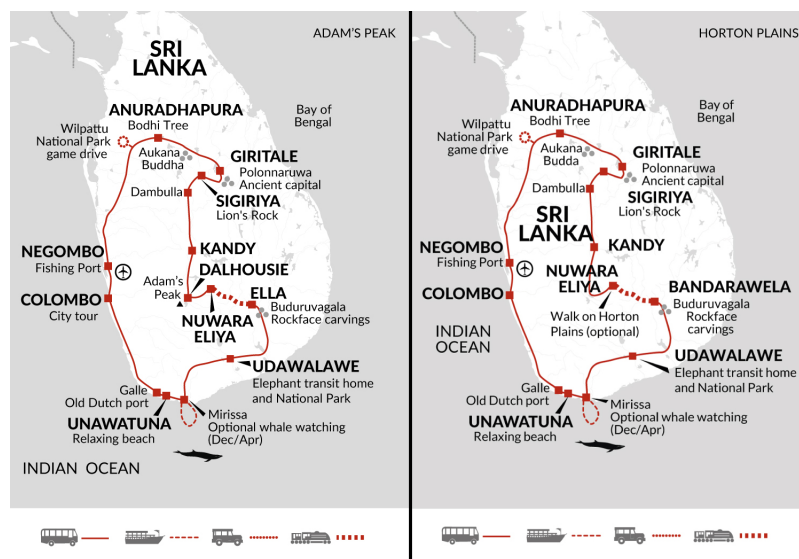 ADAM'S PEAK
SRI
LANKA
ANURADHAPURA
Bodhi Tree
Bay of
Bengal
Wilpattu
National Park
game drive
Aukana
Buddha
GIRITALE
Polonnaruwa
Ancient capital
Dambulla
SIGIRIYA
Lion's Rock
NEGOMBO
Fishing Port
KANDY
DALHOUSIE
Adam's
Peak
ELLA
Buduruvagala
Rockface carvings
COLOMBO
City tour
NUWARA
ELIYA
UDAWALAWE
Elephant transit home
and National Park
Galle
Old Dutch port
UNAWATUNA
Relaxing beach
Mirissa
Optional whale watching
(Dec/Apr)
INDIAN OCEAN
HORTON PLAINS
ANURADHAPURA
Bodhi Tree
Bay of
Bengal
Wilpattu
National Park
game drive
Aukana
Budda
GIRITALE
Polonnaruwa
Ancient capital
Dambulla
SIGIRIYA
Lion's Rock
SRI
LANKA
NEGOMBO
Fishing Port
KANDY
NUWARA
ELIYA
BANDARAWELA
Buduruvagala
Rockface
carvings
COLOMBO
Walk on Horton
Plains (optional)
INDIAN
OCEAN
UDAWALAWE
Elephant transit home
and National Park
Galle
Old Dutch port
UNAWATUNA
Relaxing beach
Mirissa
Optional whale watching
(Dec/Apr)